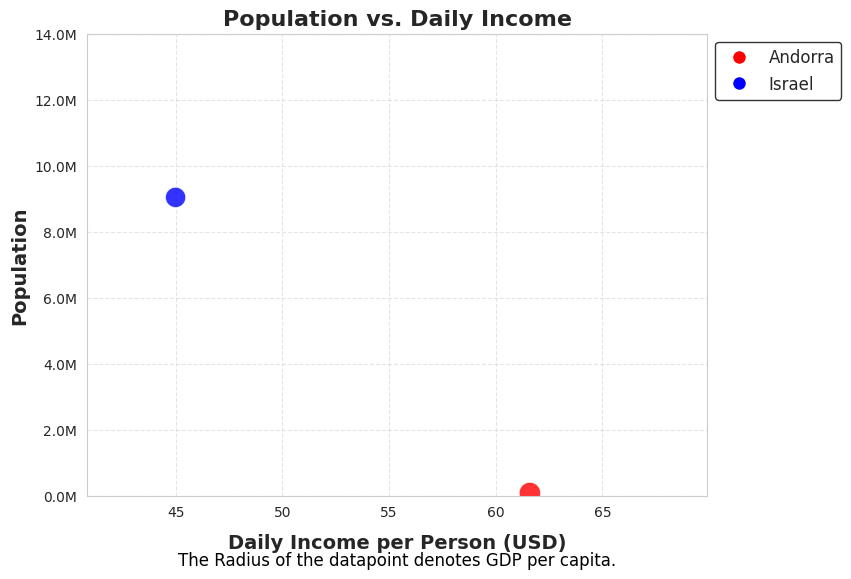 Population vs. Daily Income
14.0M
12.0M
10.0M
8.0M
6.0M
4.0M
2.0M
0.0M
Population
45
50
55
60
65
Daily Income per Person (USD)
The Radius of the datapoint denotes GDP per capita.
Andorra
Israel